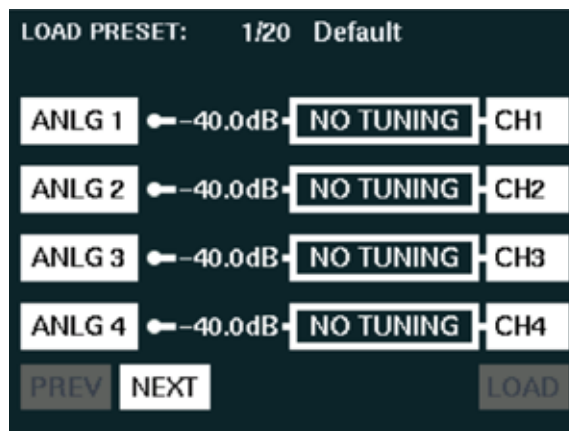 LOAD PRESET: 1/20 Default
ANLG 1 -40.0dB NO TUNING CH1
ANLG 2 -40.0dB NO TUNING CH2
ANLG 3 -40.0dB NO TUNING CH3
ANLG 4 -40.0dB NO TUNING CH4
PREV NEXT LOAD